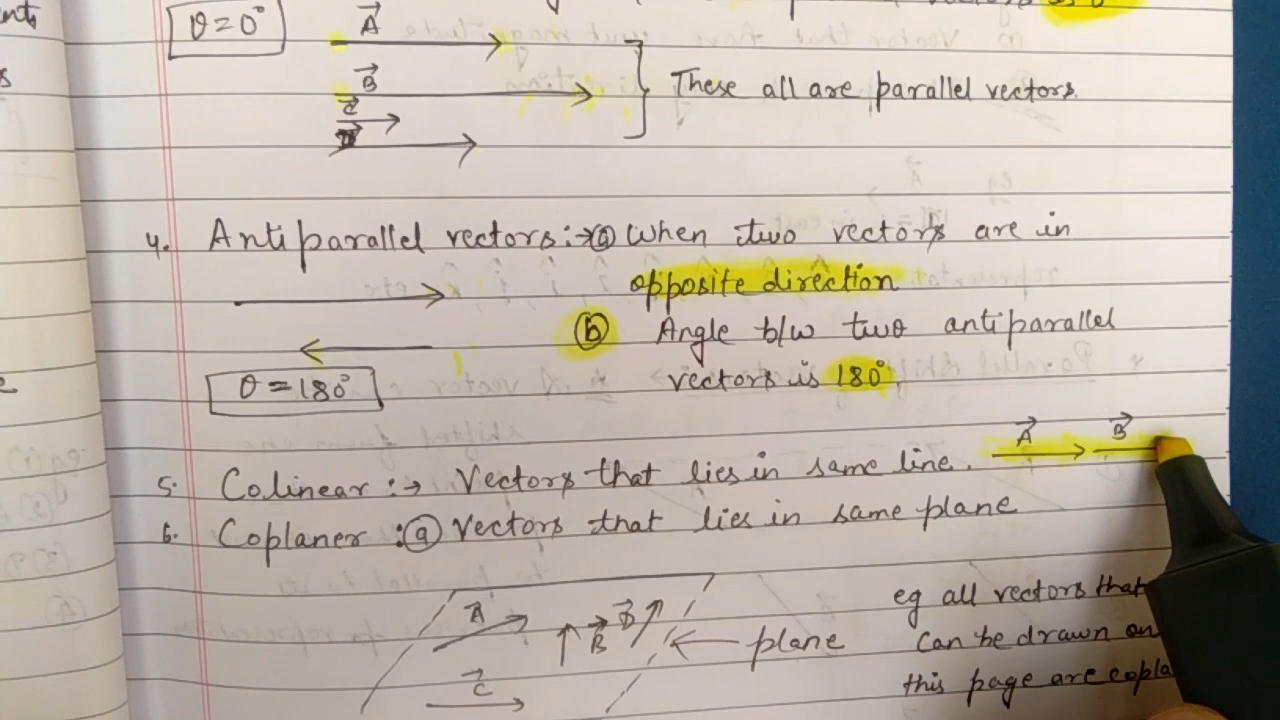 θ = 0°
A
B
C
These all are parallel vectors.
4. Antiparallel vectors :→ (a) When two vectors are in
opposite direction
(b) Angle b/w two antiparallel
vectors is 180°.
θ = 180°
A B
5. Colinear :→ Vectors that lies in same line.
6. Coplaner : (a) Vectors that lies in same plane
A B D
C
plane
eg all vectors that
can be drawn on
this page are